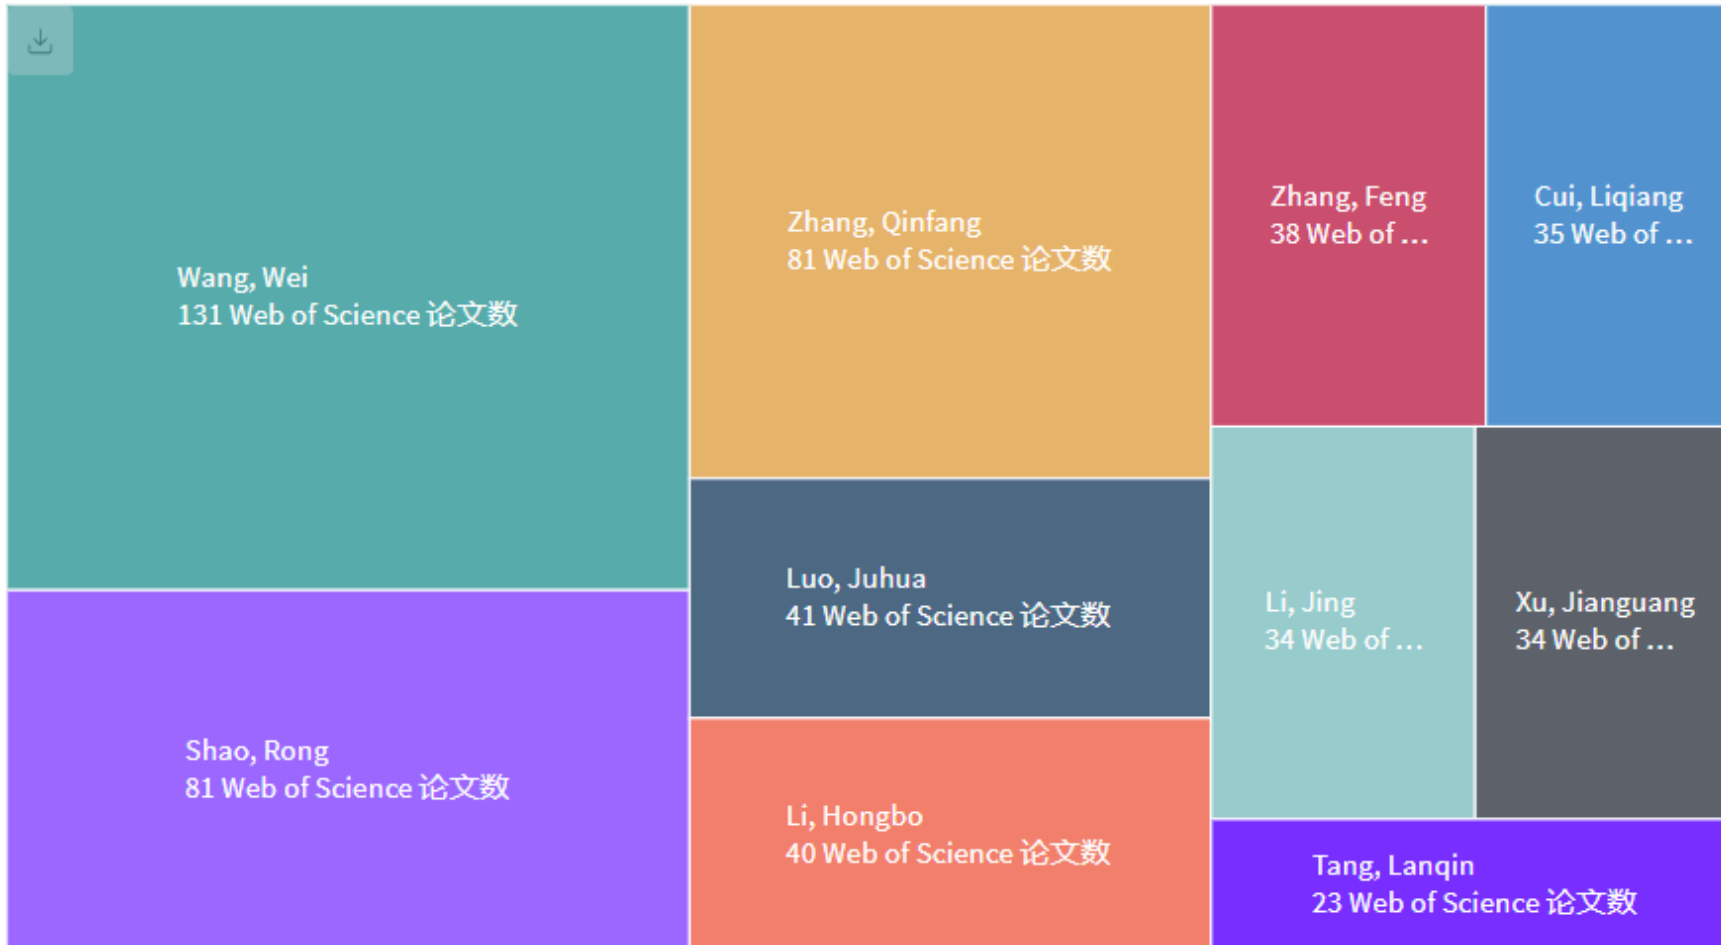 Wang, Wei
131 Web of Science 论文数
Shao, Rong
81 Web of Science 论文数
Zhang, Qinfang
81 Web of Science 论文数
Luo, Juhua
41 Web of Science 论文数
Li, Hongbo
40 Web of Science 论文数
Zhang, Feng
38 Web of ...
Cui, Liqiang
35 Web of ...
Li, Jing
34 Web of ...
Xu, Jianguang
34 Web of ...
Tang, Lanqin
23 Web of Science 论文数